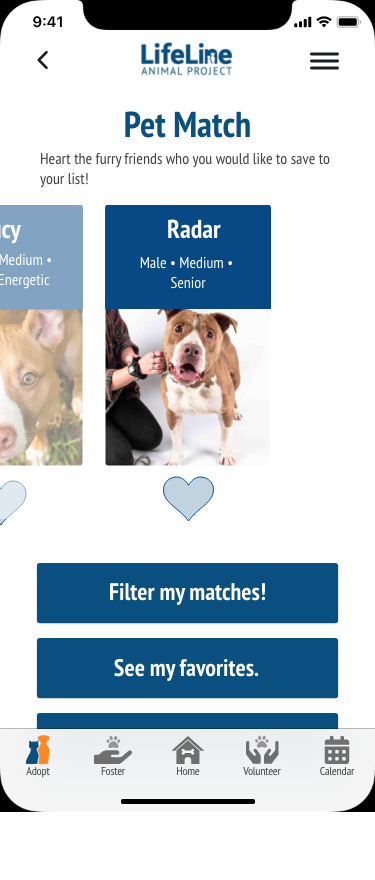 9:41
LifeLine
ANIMAL PROJECT
Pet Match
Heart the furry friends who you would like to save to
your list!
cy
Medium •
Energetic
Radar
Male • Medium •
Senior
Filter my matches!
See my favorites.
Adopt
Foster
Home
Volunteer
Calendar